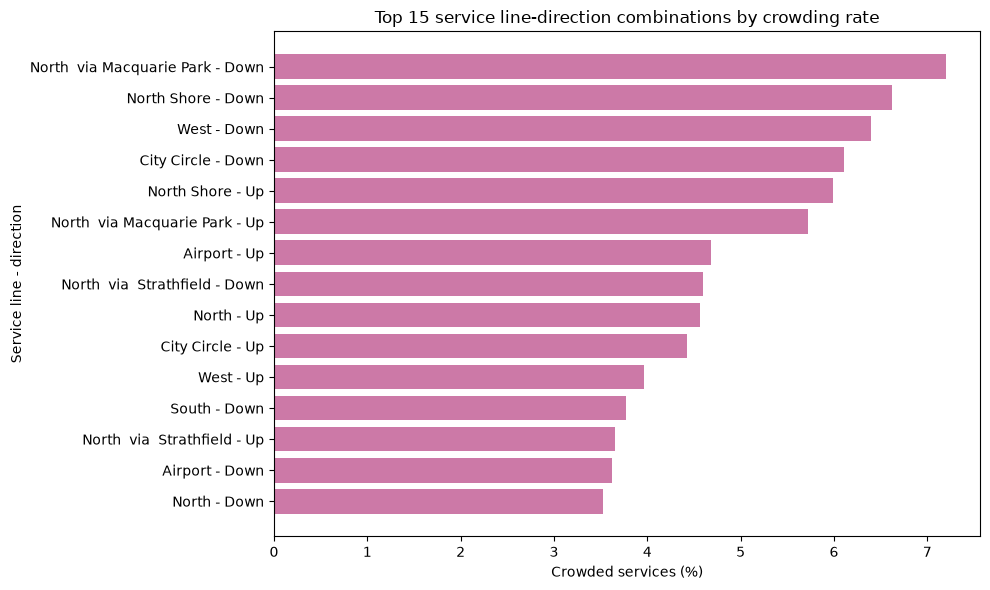 Top 15 service line-direction combinations by crowding rate
Service line - direction
North  via Macquarie Park - Down
North Shore - Down
West - Down
City Circle - Down
North Shore - Up
North  via Macquarie Park - Up
Airport - Up
North  via  Strathfield - Down
North - Up
City Circle - Up
West - Up
South - Down
North  via  Strathfield - Up
Airport - Down
North - Down
0 1 2 3 4 5 6 7
Crowded services (%)